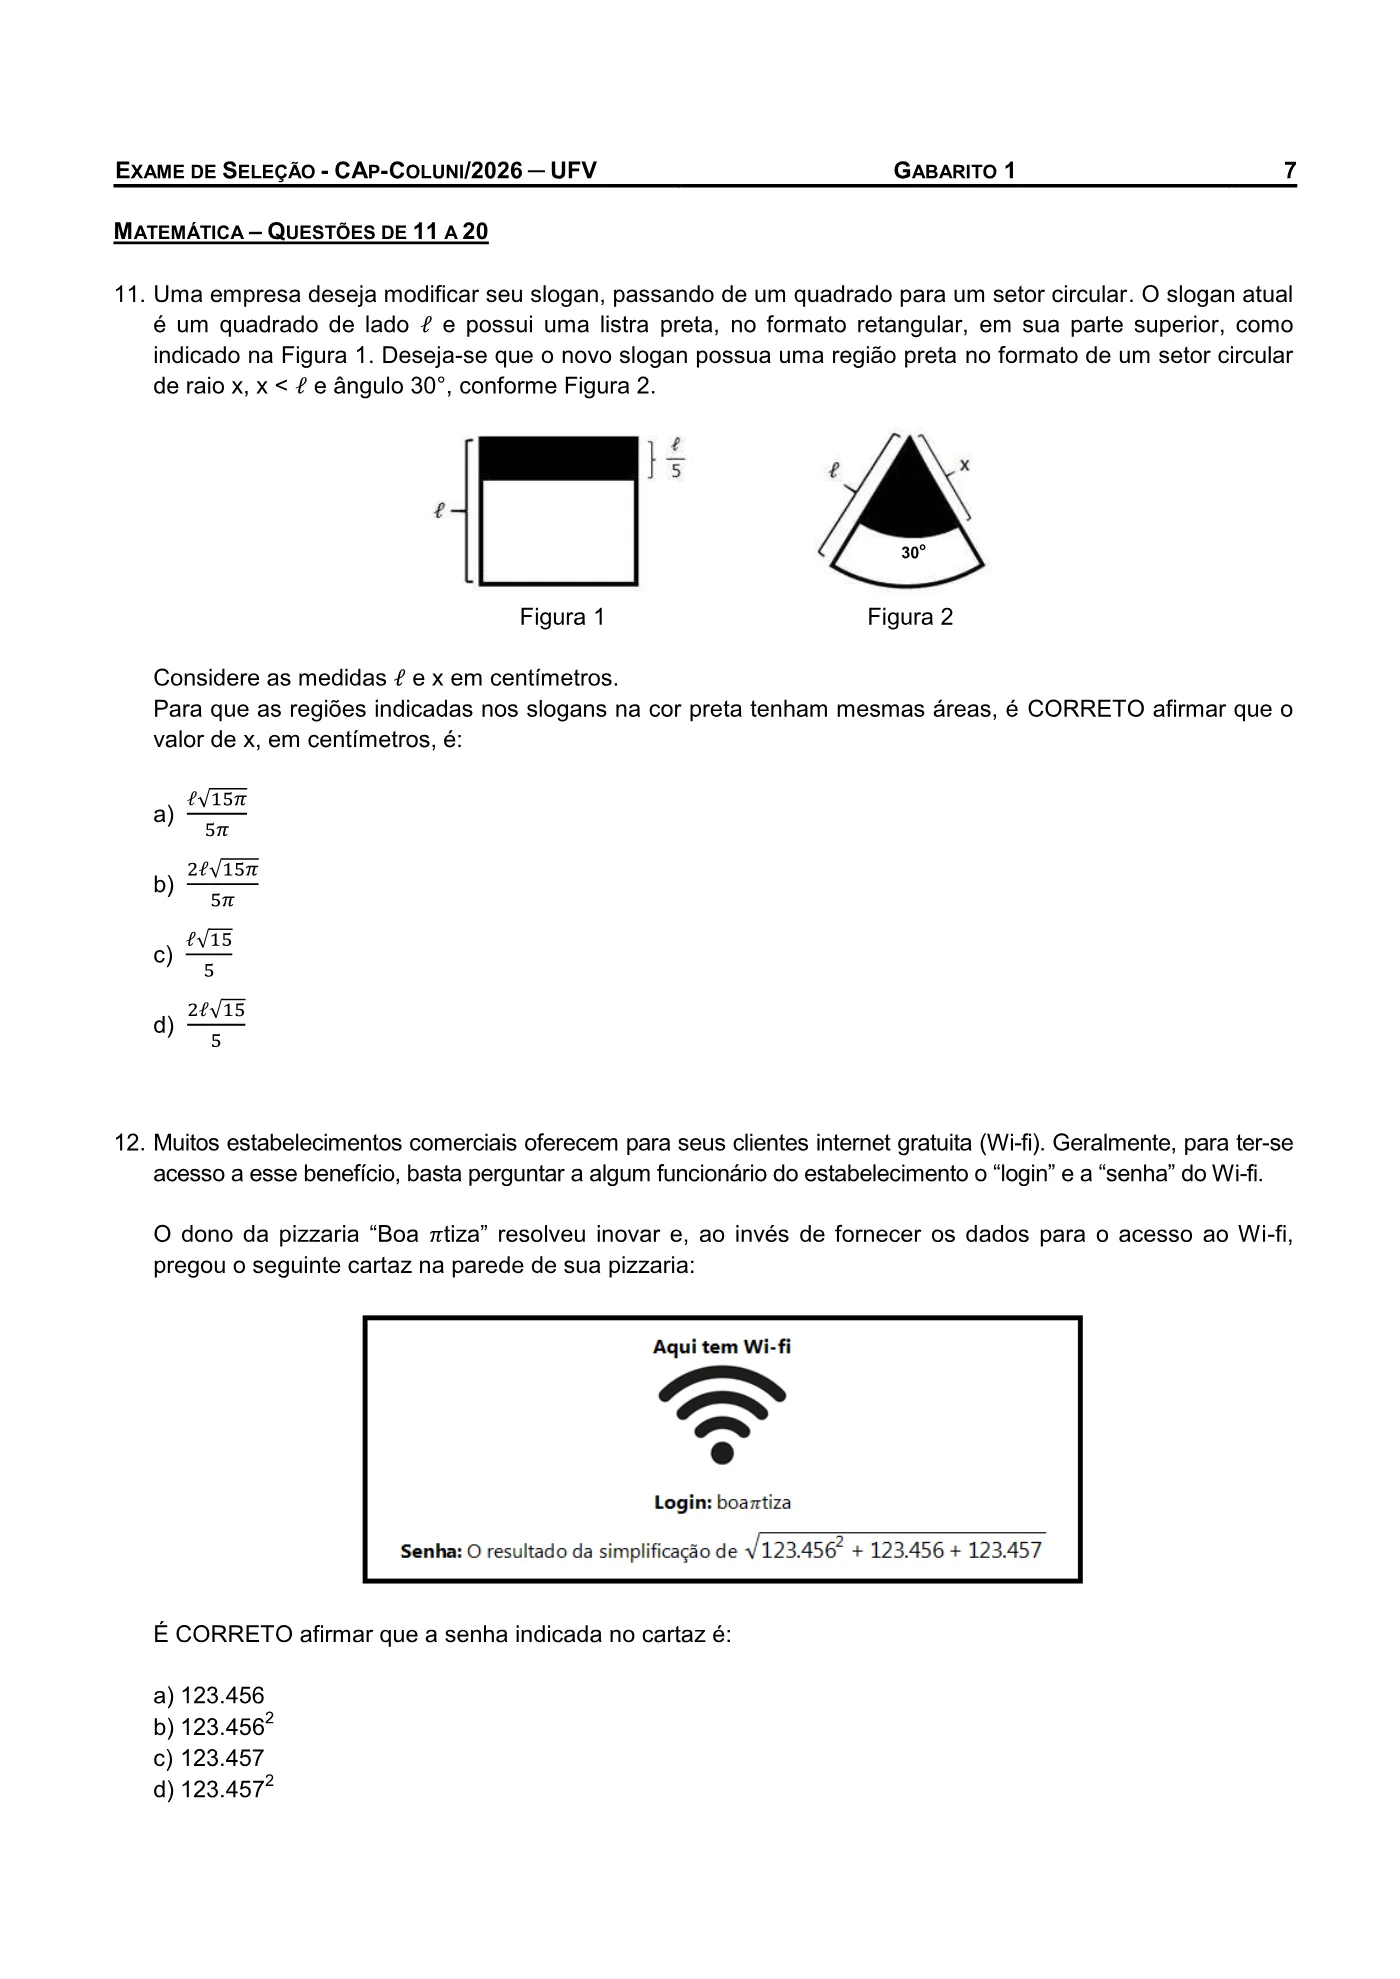 EXAME DE SELEÇÃO - CAP-COLUNI/2026 — UFV GABARITO 1 7
MATEMÁTICA – QUESTÕES DE 11 A 20
11. Uma empresa deseja modificar seu slogan, passando de um quadrado para um setor circular. O slogan atual
é um quadrado de lado ℓ e possui uma listra preta, no formato retangular, em sua parte superior, como
indicado na Figura 1. Deseja-se que o novo slogan possua uma região preta no formato de um setor circular
de raio x, x < ℓ e ângulo 30°, conforme Figura 2.
ℓ
ℓ/5
ℓ
x
30°
Figura 1 Figura 2
Considere as medidas ℓ e x em centímetros.
Para que as regiões indicadas nos slogans na cor preta tenham mesmas áreas, é CORRETO afirmar que o
valor de x, em centímetros, é:
a) ℓ√15π/5π
b) 2ℓ√15π/5π
c) ℓ√15/5
d) 2ℓ√15/5
12. Muitos estabelecimentos comerciais oferecem para seus clientes internet gratuita (Wi-fi). Geralmente, para ter-se
acesso a esse benefício, basta perguntar a algum funcionário do estabelecimento o “login” e a “senha” do Wi-fi.
O dono da pizzaria “Boa πtiza” resolveu inovar e, ao invés de fornecer os dados para o acesso ao Wi-fi,
pregou o seguinte cartaz na parede de sua pizzaria:
Aqui tem Wi-fi
Login: boaπtiza
Senha: O resultado da simplificação de √123.456² + 123.456 + 123.457
É CORRETO afirmar que a senha indicada no cartaz é:
a) 123.456
b) 123.456²
c) 123.457
d) 123.457²